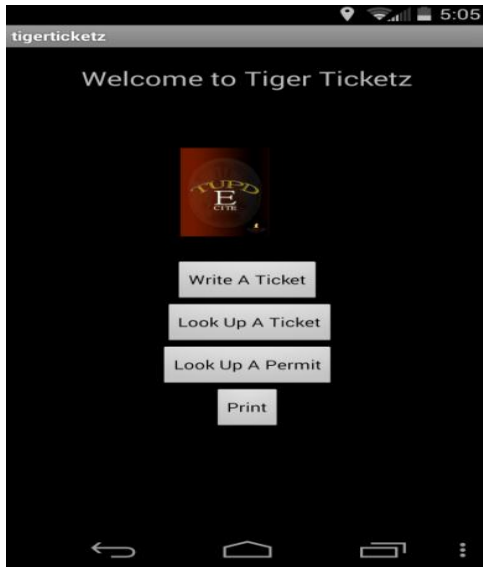 5:05
tigerticketz
Welcome to Tiger Ticketz
TUPD
E
CITE
Write A Ticket
Look Up A Ticket
Look Up A Permit
Print